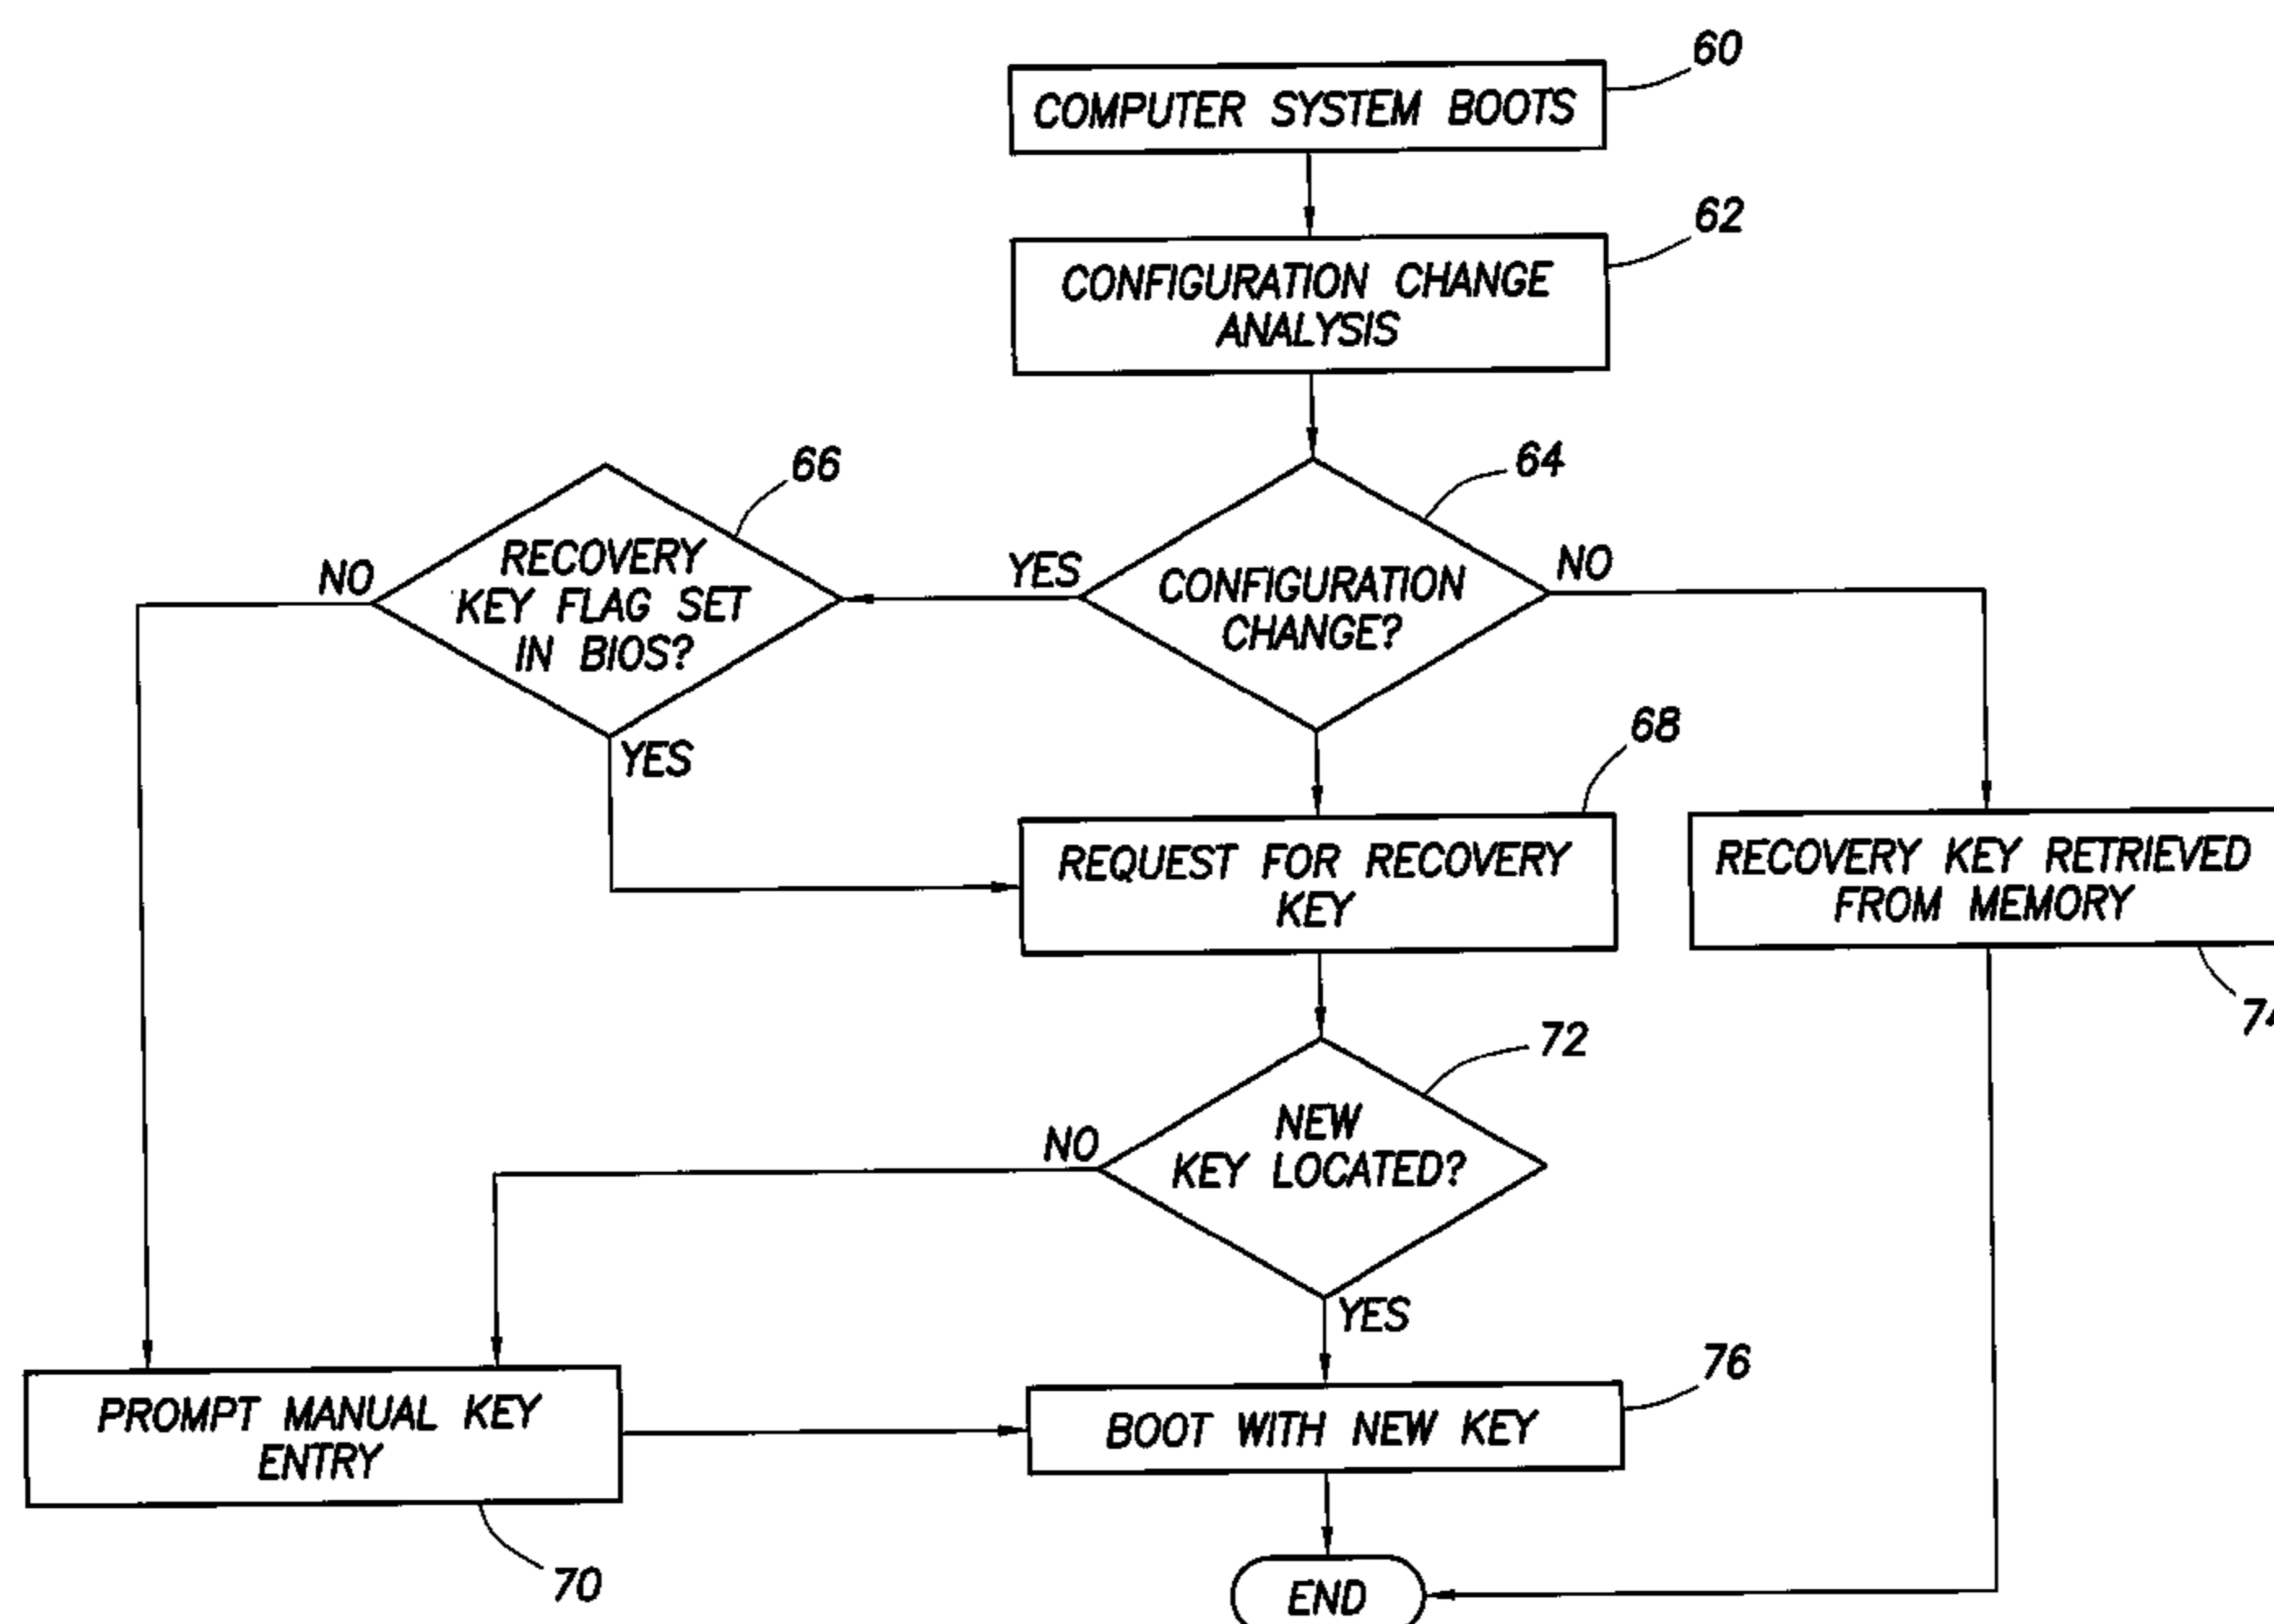 60
COMPUTER SYSTEM BOOTS
62
CONFIGURATION CHANGE
ANALYSIS
66
64
NO
RECOVERY
KEY FLAG SET
IN BIOS?
YES
CONFIGURATION
CHANGE?
NO
YES
68
REQUEST FOR RECOVERY
KEY
RECOVERY KEY RETRIEVED
FROM MEMORY
74
72
NO
NEW
KEY LOCATED?
YES
76
PROMPT MANUAL KEY
ENTRY
BOOT WITH NEW KEY
70
END